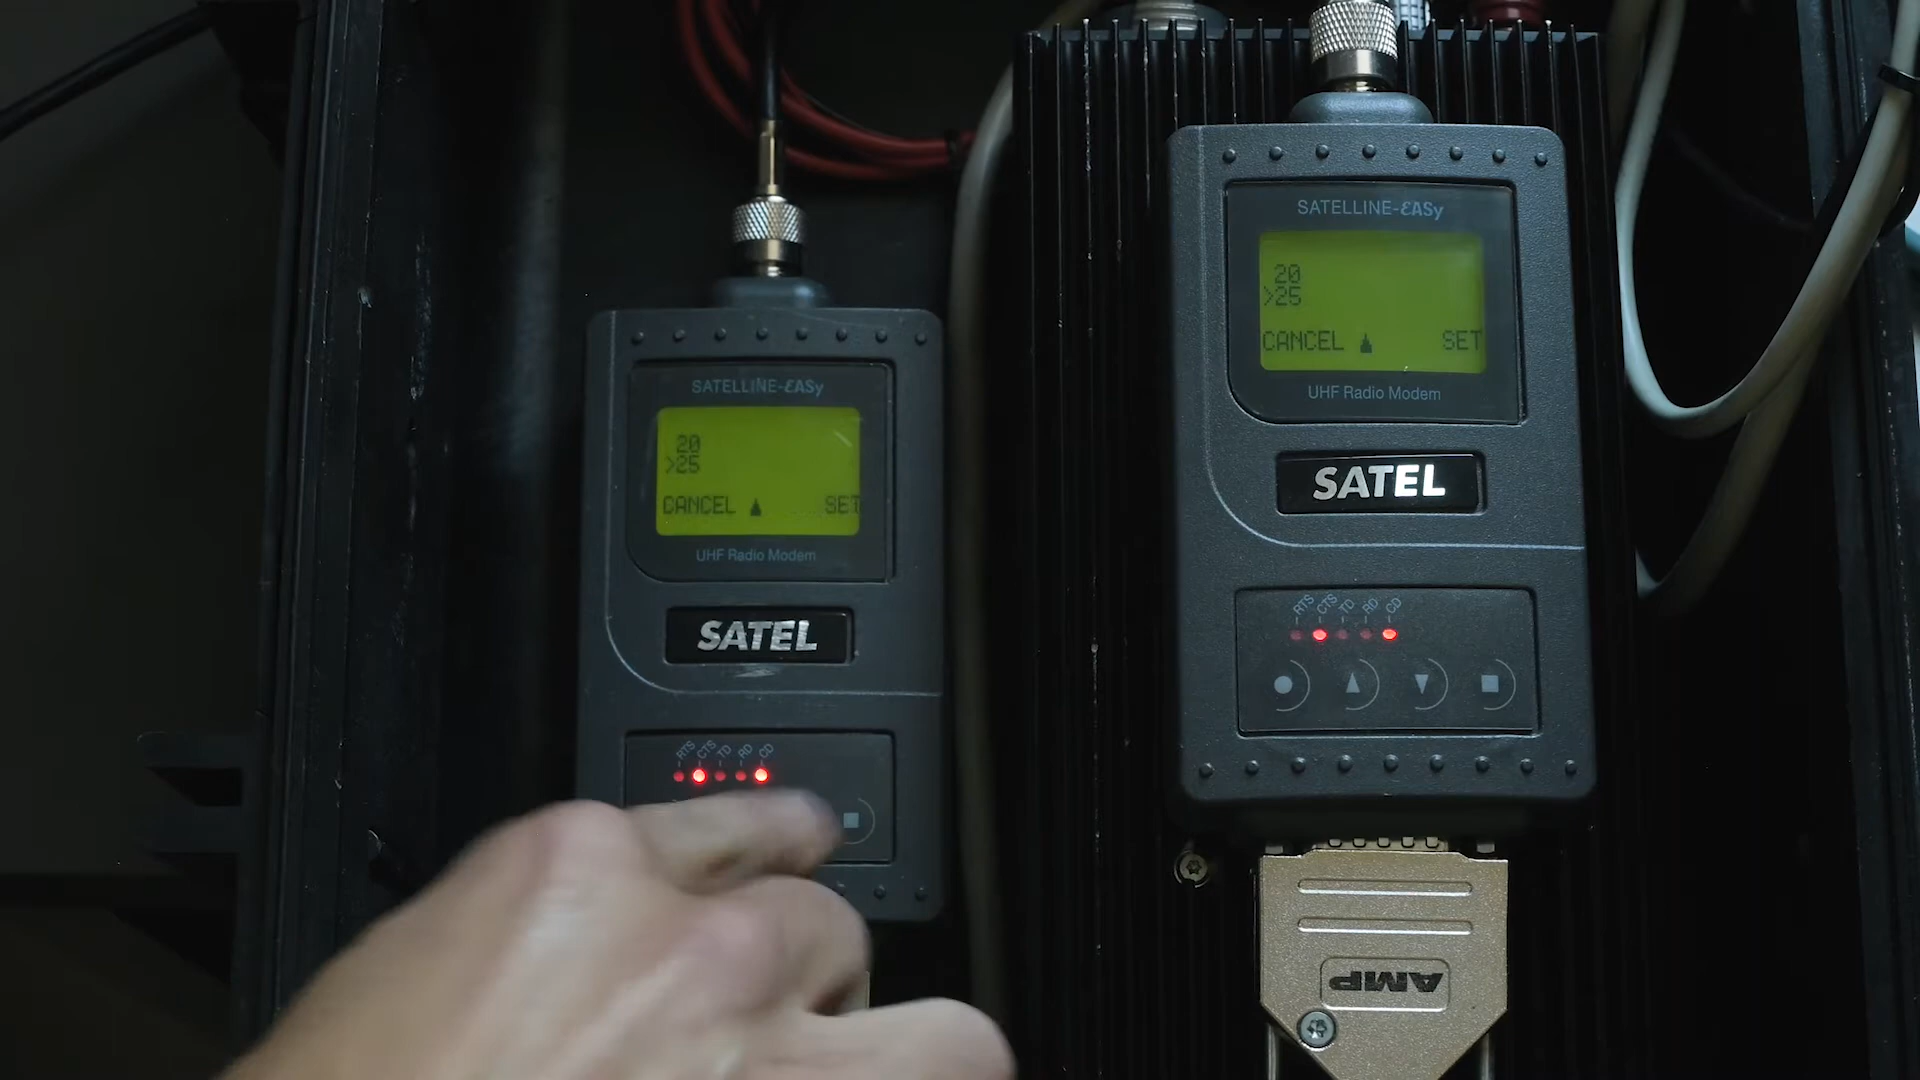 SATELLINE-EASy
20
>25
CANCEL SET
UHF Radio Modem
SATEL
RTS CTS TD RD CD
SATELLINE-EASy
20
>25
CANCEL SET
UHF Radio Modem
SATEL
RTS CTS TD RD CD
AMP